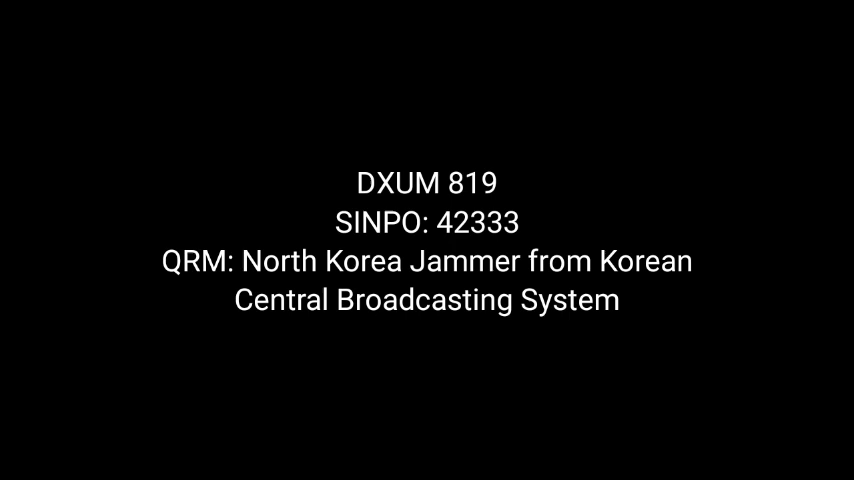 DXUM 819
SINPO: 42333
QRM: North Korea Jammer from Korean
Central Broadcasting System